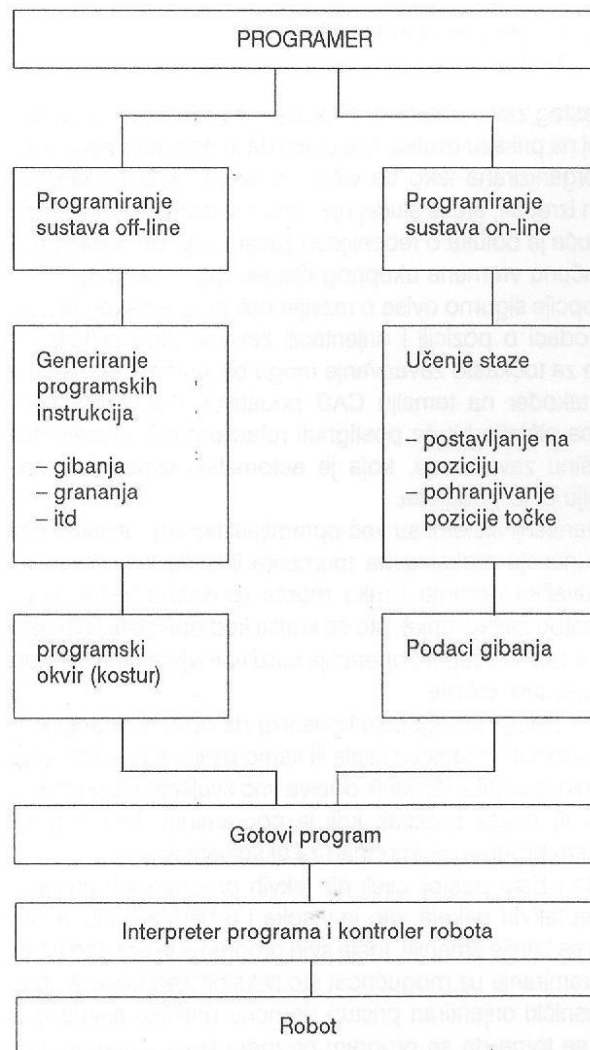 PROGRAMER
Programiranje
sustava off-line
Programiranje
sustava on-line
Generiranje
programskih
instrukcija
– gibanja
– grananja
– itd
Učenje staze
– postavljanje na
poziciju
– pohranjivanje
pozicije točke
programski
okvir (kostur)
Podaci gibanja
Gotovi program
Interpreter programa i kontroler robota
Robot